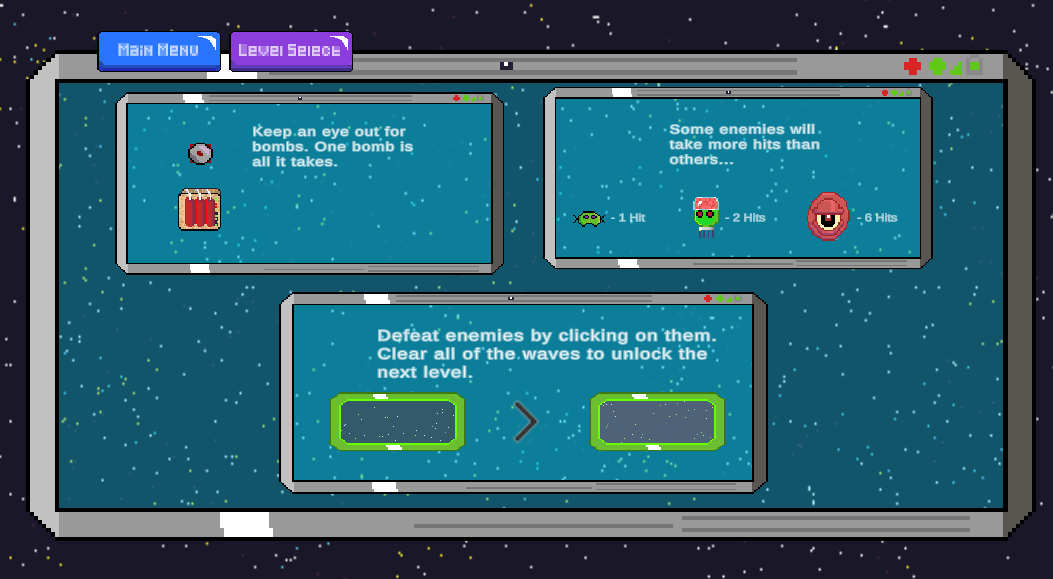 Main Menu
Level Select
Keep an eye out for
bombs. One bomb is
all it takes.
Some enemies will
take more hits than
others...
- 1 Hit
- 2 Hits
- 6 Hits
Defeat enemies by clicking on them.
Clear all of the waves to unlock the
next level.